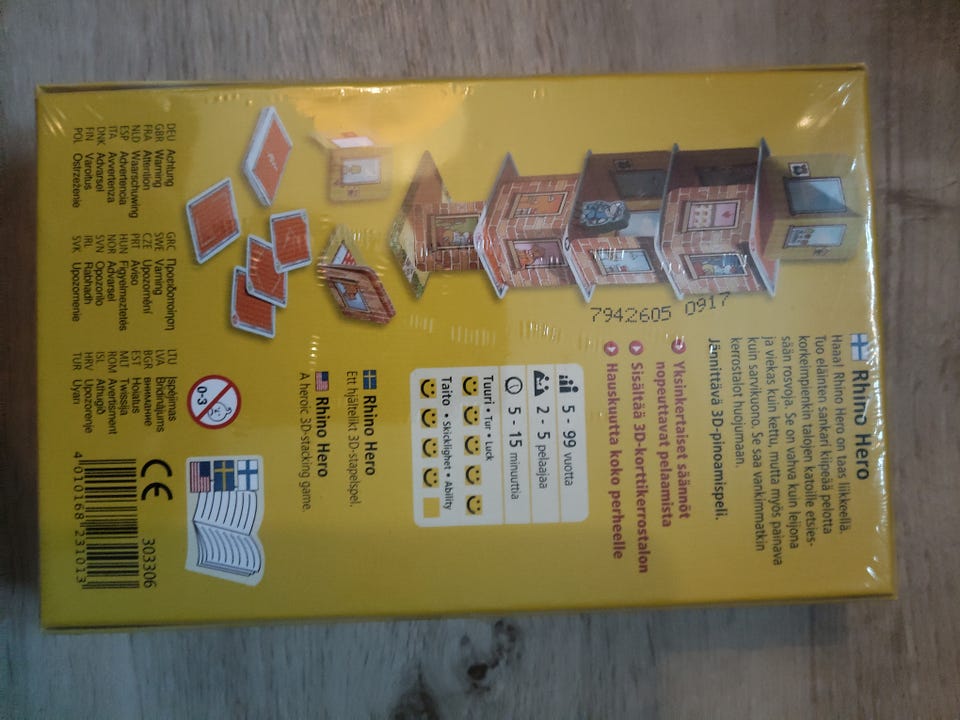 Rhino Hero
Haaa! Rhino Hero on taas liikkeellä.
Tuo eläinten sankari kiipeää pelotta
korkeimpienkin talojen katoille etsies-
sään rosvoja. Se on vahva kuin leijona
ja viekas kuin kettu, mutta myös painava
kuin sarvikuono. Se saa vankimmatkin
kerrostalot huojumaan.
Jännittävä 3D-pinoamispeli.
Yksinkertaiset säännöt
nopeuttavat pelaamista
Sisältää 3D-korttikerrostalon
Hauskuutta koko perheelle
7942605 0917
5 - 99 vuotta
2 - 5 pelaajaa
5 - 15 minuuttia
Tuuri • Tur • Luck
Taito • Skicklighet • Ability
Rhino Hero
Ett hjältelikt 3D-stapelspel.
Rhino Hero
A heroic 3D-stacking game.
0-3
DEU Achtung
GBR Warning
FRA Attention
NLD Waarschuwing
ESP Advertencia
ITA Avvertenza
DNK Advarsel
FIN Varoitus
POL Ostrzeżenie
GRC Προειδοποίηση
SWE Varning
CZE Upozornění
PRT Aviso
HUN Figyelmeztetés
NOR Advarsel
SVN Opozorilo
IRL Rabhadh
SVK Upozornenie
LTU Įspėjimas
LVA Brīdinājums
BGR внимание
EST Hoiatus
MLT Twissija
ROM Avertisment
ISL Aðhugið
HRV Upozorenje
TUR Uyarı
CE
303306
4 010168 231013